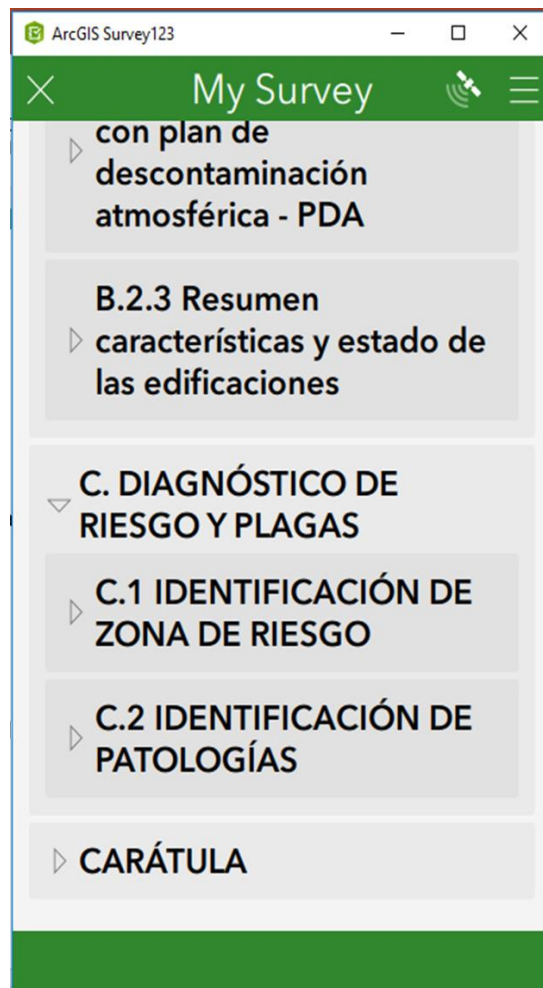 ArcGIS Survey123
My Survey
con plan de
descontaminación
atmosférica - PDA
B.2.3 Resumen
características y estado de
las edificaciones
C. DIAGNÓSTICO DE
RIESGO Y PLAGAS
C.1 IDENTIFICACIÓN DE
ZONA DE RIESGO
C.2 IDENTIFICACIÓN DE
PATOLOGÍAS
CARÁTULA